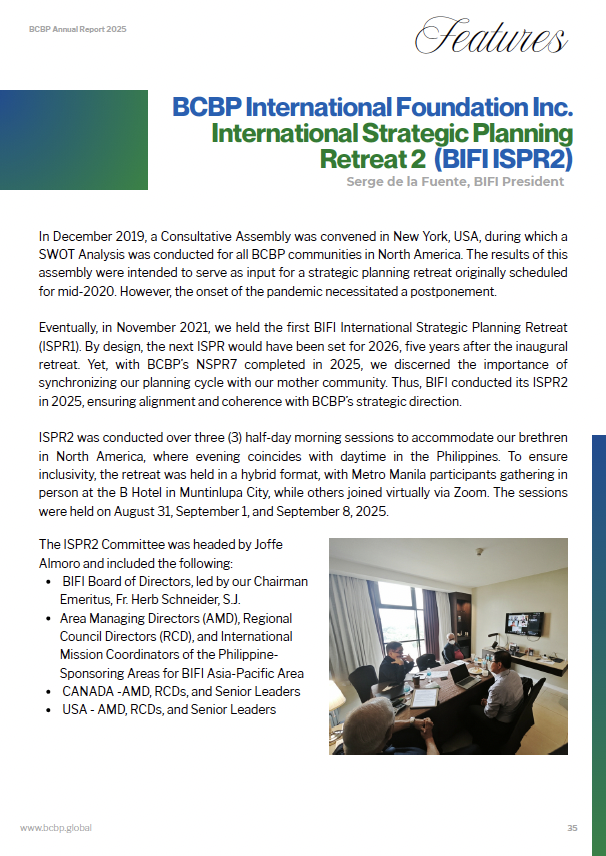 BCBP Annual Report 2025
Features
BCBP International Foundation Inc.
International Strategic Planning
Retreat 2 (BIFI ISPR2)
Serge de la Fuente, BIFI President
In December 2019, a Consultative Assembly was convened in New York, USA, during which a
SWOT Analysis was conducted for all BCBP communities in North America. The results of this
assembly were intended to serve as input for a strategic planning retreat originally scheduled
for mid-2020. However, the onset of the pandemic necessitated a postponement.
Eventually, in November 2021, we held the first BIFI International Strategic Planning Retreat
(ISPR1). By design, the next ISPR would have been set for 2026, five years after the inaugural
retreat. Yet, with BCBP's NSPR7 completed in 2025, we discerned the importance of
synchronizing our planning cycle with our mother community. Thus, BIFI conducted its ISPR2
in 2025, ensuring alignment and coherence with BCBP's strategic direction.
ISPR2 was conducted over three (3) half-day morning sessions to accommodate our brethren
in North America, where evening coincides with daytime in the Philippines. To ensure
inclusivity, the retreat was held in a hybrid format, with Metro Manila participants gathering in
person at the B Hotel in Muntinlupa City, while others joined virtually via Zoom. The sessions
were held on August 31, September 1, and September 8, 2025.
The ISPR2 Committee was headed by Joffe
Almoro and included the following:
• BIFI Board of Directors, led by our Chairman
Emeritus, Fr. Herb Schneider, S.J.
• Area Managing Directors (AMD), Regional
Council Directors (RCD), and International
Mission Coordinators of the Philippine-
Sponsoring Areas for BIFI Asia-Pacific Area
• CANADA -AMD, RCDs, and Senior Leaders
• USA - AMD, RCDs, and Senior Leaders
www.bcbp.global
35